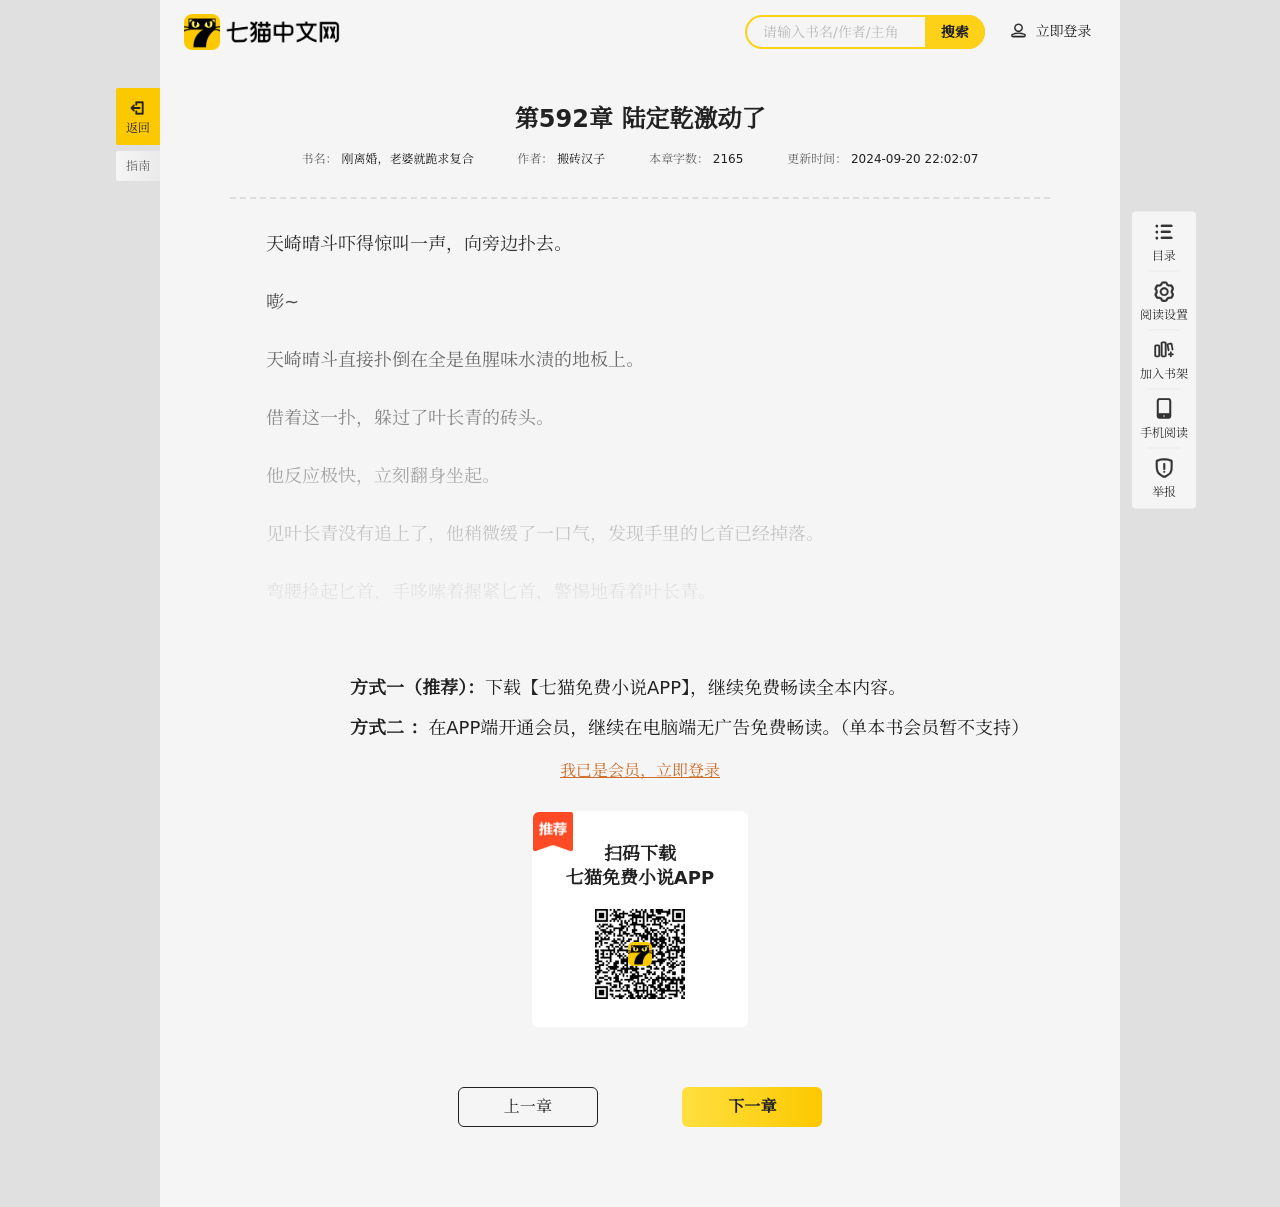 七猫中文网
请输入书名/作者/主角
搜索
立即登录
返回
指南
第592章 陆定乾激动了
书名： 刚离婚，老婆就跪求复合 作者： 搬砖汉子 本章字数： 2165 更新时间： 2024-09-20 22:02:07
天崎晴斗吓得惊叫一声，向旁边扑去。
嘭~
天崎晴斗直接扑倒在全是鱼腥味水渍的地板上。
借着这一扑，躲过了叶长青的砖头。
他反应极快，立刻翻身坐起。
见叶长青没有追上了，他稍微缓了一口气，发现手里的匕首已经掉落。
弯腰捡起匕首，手哆嗦着握紧匕首，警惕地看着叶长青。
目录
阅读设置
加入书架
手机阅读
举报
方式一（推荐）：下载【七猫免费小说APP】，继续免费畅读全本内容。
方式二 ：在APP端开通会员，继续在电脑端无广告免费畅读。（单本书会员暂不支持）
我已是会员，立即登录
推荐
扫码下载
七猫免费小说APP
上一章
下一章